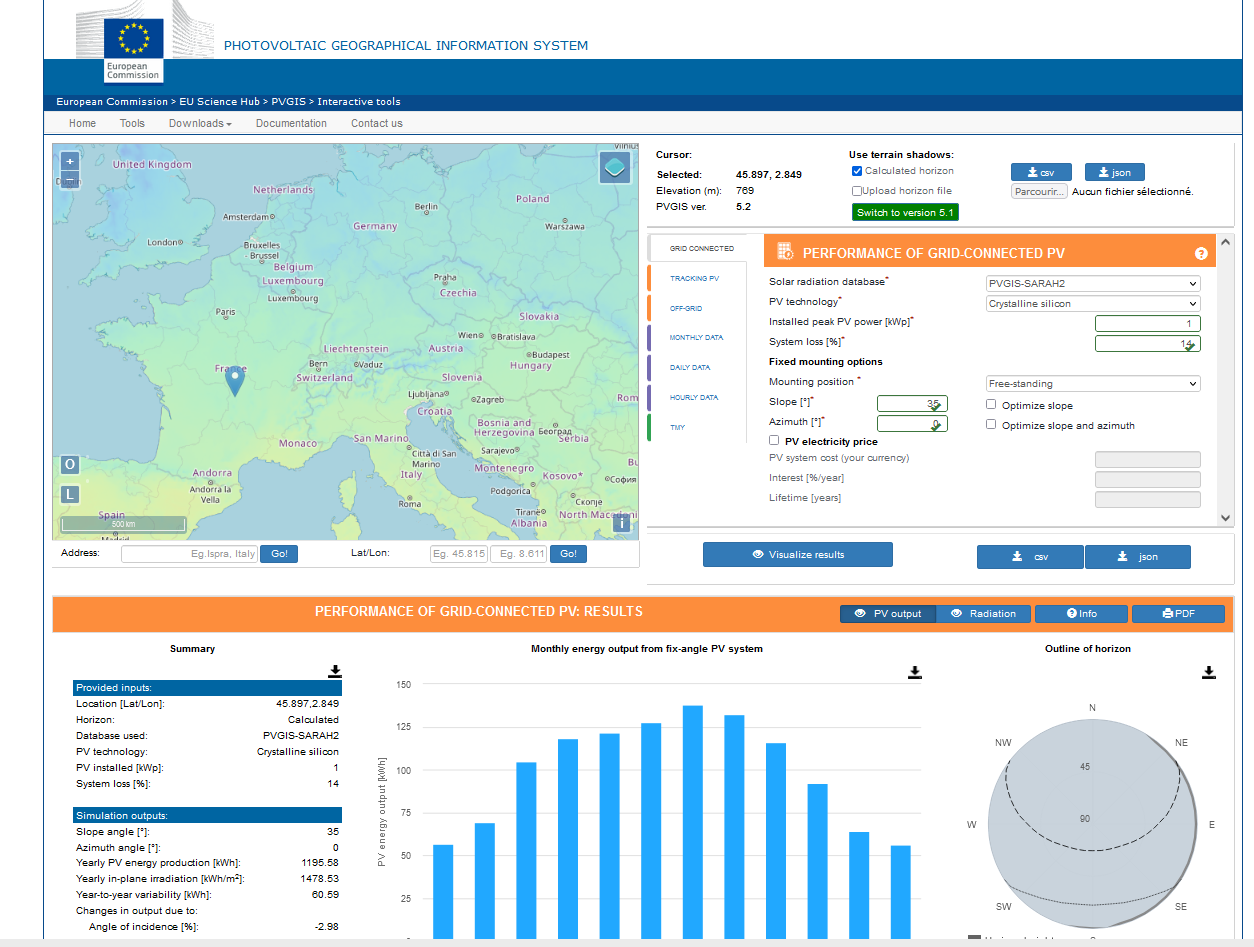 PHOTOVOLTAIC GEOGRAPHICAL INFORMATION SYSTEM
European
Commission
European Commission > EU Science Hub > PVGIS > Interactive tools
Home Tools Downloads Documentation Contact us
+
−
United Kingdom
Vilnius
Netherlands
Amsterdam
Berlin
Poland
Warszawa
Germany
London
Bruxelles
- Brussel
Belgium
Luxembourg
Luxembourg
Praha
Czechia
Paris
Slovakia
Wien
Bratislava
Liechtenstein
Austria
Budapest
Hungary
France
Bern
Vaduz
Switzerland
Slovenia
Ljubljana
Zagreb
Rom
Croatia
Bosnia and
Herzegovina
Београд
Serbia
Monaco
San Marino
Sarajevo
Città di San
Marino
Italy
Montenegro
Kosovo*
Bu
София
Andorra
Andorra la
Vella
Podgorica
Roma
Скопје
Tiranë
North Macedoni
Albania
Spain
Madrid
O
L
500 km
i
Address: Eg.Ispra, Italy Go! Lat/Lon: Eg. 45.815 Eg. 8.611 Go!
Cursor:
Selected: 45.897, 2.849
Elevation (m): 769
PVGIS ver. 5.2
Use terrain shadows:
Calculated horizon
Upload horizon file
Switch to version 5.1
csv json
Parcourir... Aucun fichier sélectionné.
GRID CONNECTED
TRACKING PV
OFF-GRID
MONTHLY DATA
DAILY DATA
HOURLY DATA
TMY
PERFORMANCE OF GRID-CONNECTED PV ?
Solar radiation database* PVGIS-SARAH2
PV technology* Crystalline silicon
Installed peak PV power [kWp]* 1
System loss [%]* 14
Fixed mounting options
Mounting position * Free-standing
Slope [°]* 35 Optimize slope
Azimuth [°]* 0 Optimize slope and azimuth
PV electricity price
PV system cost (your currency)
Interest [%/year]
Lifetime [years]
Visualize results csv json
PERFORMANCE OF GRID-CONNECTED PV: RESULTS PV output Radiation Info PDF
Summary
Provided inputs:
Location [Lat/Lon]: 45.897,2.849
Horizon: Calculated
Database used: PVGIS-SARAH2
PV technology: Crystalline silicon
PV installed [kWp]: 1
System loss [%]: 14
Simulation outputs:
Slope angle [°]: 35
Azimuth angle [°]: 0
Yearly PV energy production [kWh]: 1195.58
Yearly in-plane irradiation [kWh/m²]: 1478.53
Year-to-year variability [kWh]: 60.59
Changes in output due to:
Angle of incidence [%]: -2.98
Monthly energy output from fix-angle PV system
PV energy output [kWh]
150
125
100
75
50
25
Outline of horizon
N
NW NE
45
90
W E
SW SE